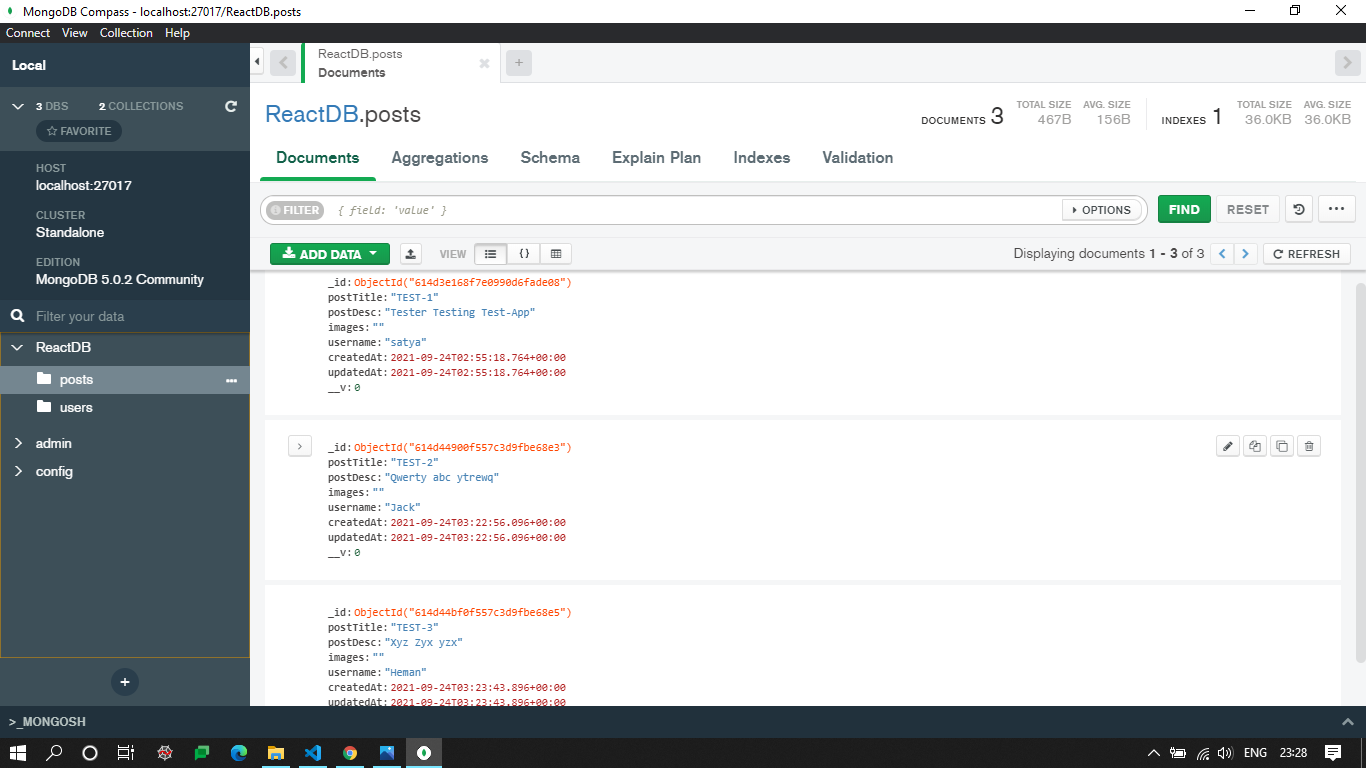 MongoDB Compass - localhost:27017/ReactDB.posts
Connect View Collection Help
Local
3 DBS 2 COLLECTIONS
FAVORITE
HOST
localhost:27017
CLUSTER
Standalone
EDITION
MongoDB 5.0.2 Community
Filter your data
ReactDB
posts
users
admin
config
ReactDB.posts
Documents
ReactDB.posts
DOCUMENTS 3
TOTAL SIZE
467B
AVG. SIZE
156B
INDEXES 1
TOTAL SIZE
36.0KB
AVG. SIZE
36.0KB
Documents Aggregations Schema Explain Plan Indexes Validation
FILTER { field: 'value' } OPTIONS FIND RESET
ADD DATA VIEW { } Displaying documents 1 - 3 of 3 REFRESH
_id: ObjectId("614d3e168f7e0990d6fade08")
postTitle: "TEST-1"
postDesc: "Tester Testing Test-App"
images: ""
username: "satya"
createdAt: 2021-09-24T02:55:18.764+00:00
updatedAt: 2021-09-24T02:55:18.764+00:00
__v: 0
_id: ObjectId("614d44900f557c3d9fbe68e3")
postTitle: "TEST-2"
postDesc: "Qwerty abc ytrewq"
images: ""
username: "Jack"
createdAt: 2021-09-24T03:22:56.096+00:00
updatedAt: 2021-09-24T03:22:56.096+00:00
__v: 0
_id: ObjectId("614d44bf0f557c3d9fbe68e5")
postTitle: "TEST-3"
postDesc: "Xyz Zyx yzx"
images: ""
username: "Heman"
createdAt: 2021-09-24T03:23:43.896+00:00
updatedAt: 2021-09-24T03:23:43.896+00:00
>_MONGOSH
ENG 23:28